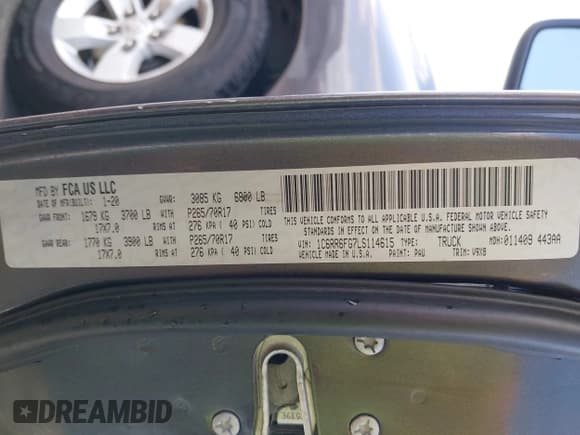 MFD BY FCA US LLC
DATE OF MFR(BUILT): 1-20 GVWR: 3085 KG 6800 LB
GAWR FRONT: 1679 KG 3700 LB WITH P265/70R17 TIRES
17X7.0 RIMS AT 276 KPA ( 40 PSI) COLD
GAWR REAR: 1770 KG 3900 LB WITH P265/70R17 TIRES
17X7.0 RIMS AT 276 KPA ( 40 PSI) COLD
THIS VEHICLE CONFORMS TO ALL APPLICABLE U.S.A. FEDERAL MOTOR VEHICLE SAFETY
STANDARDS IN EFFECT ON THE DATE OF MANUFACTURE SHOWN ABOVE.
VIN: 1C6RR6FG7LS114615 TYPE: TRUCK MDH: 011409 443AA
VEHICLE MADE IN U.S.A. PAINT: PAU TRIM: V9X8
DREAMBID